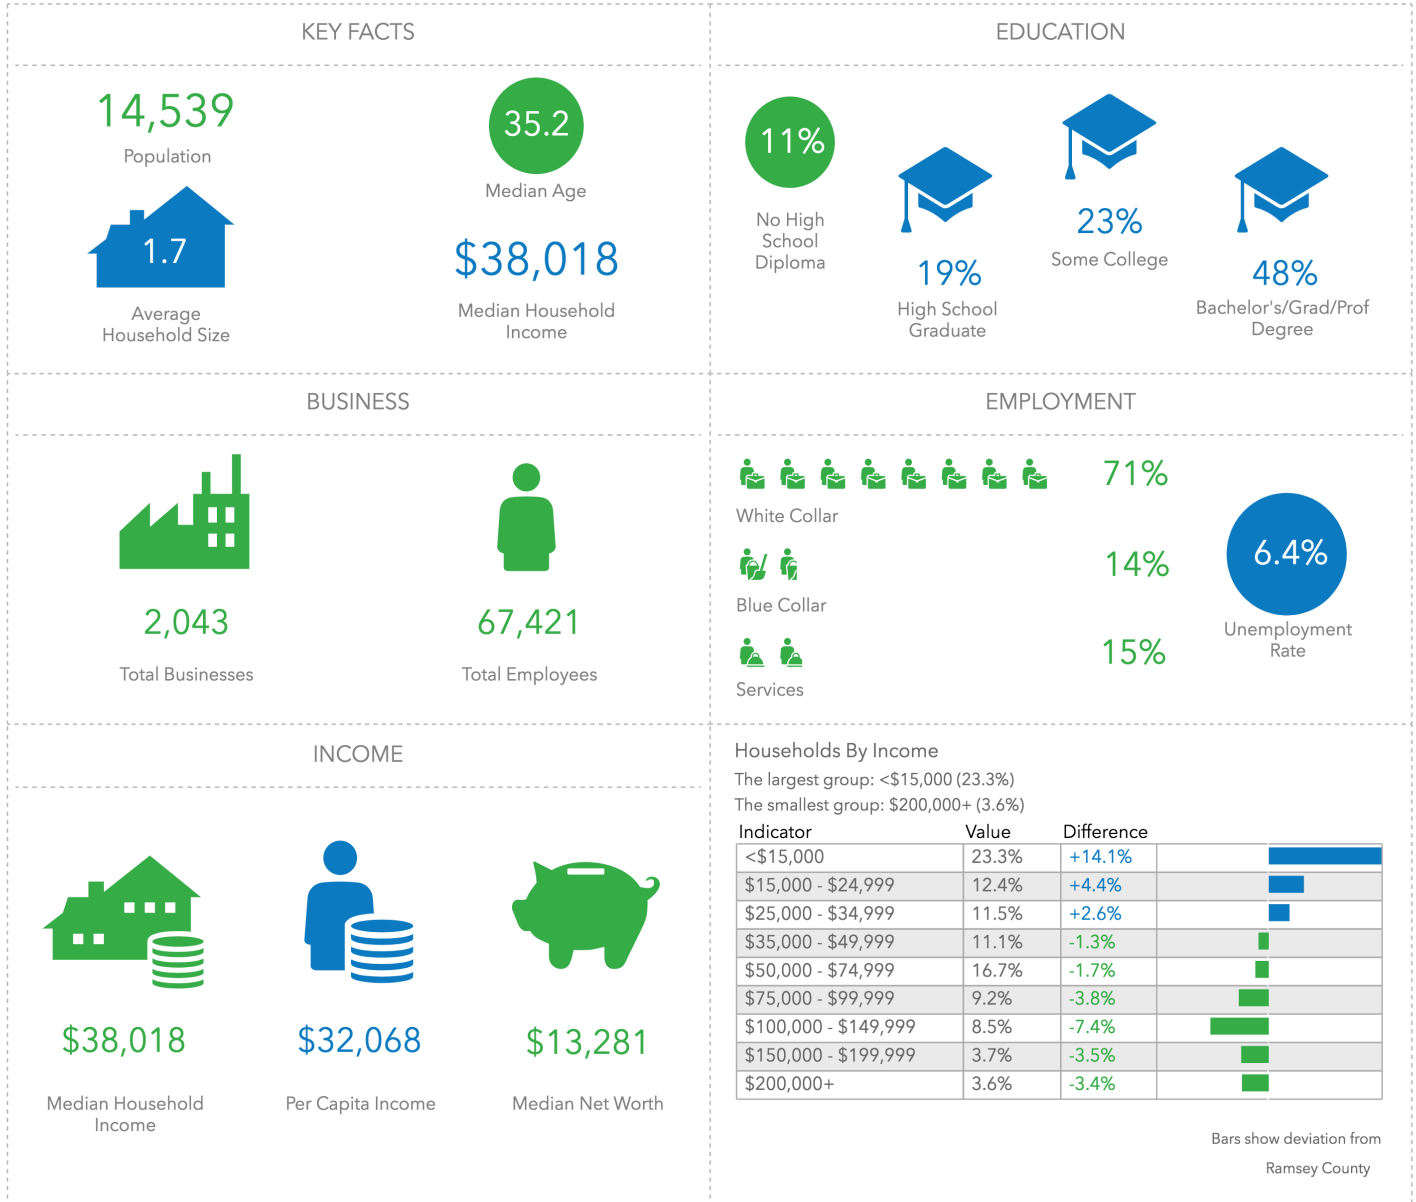 KEY FACTS
14,539
Population
35.2
Median Age
1.7
Average
Household Size
$38,018
Median Household
Income
EDUCATION
11%
No High
School
Diploma
19%
High School
Graduate
23%
Some College
48%
Bachelor's/Grad/Prof
Degree
BUSINESS
2,043
Total Businesses
67,421
Total Employees
EMPLOYMENT
71%
White Collar
14%
Blue Collar
15%
Services
6.4%
Unemployment
Rate
INCOME
$38,018
Median Household
Income
$32,068
Per Capita Income
$13,281
Median Net Worth
Households By Income
The largest group: <$15,000 (23.3%)
The smallest group: $200,000+ (3.6%)
Indicator Value Difference
<$15,000 23.3% +14.1%
$15,000 - $24,999 12.4% +4.4%
$25,000 - $34,999 11.5% +2.6%
$35,000 - $49,999 11.1% -1.3%
$50,000 - $74,999 16.7% -1.7%
$75,000 - $99,999 9.2% -3.8%
$100,000 - $149,999 8.5% -7.4%
$150,000 - $199,999 3.7% -3.5%
$200,000+ 3.6% -3.4%
Bars show deviation from
Ramsey County